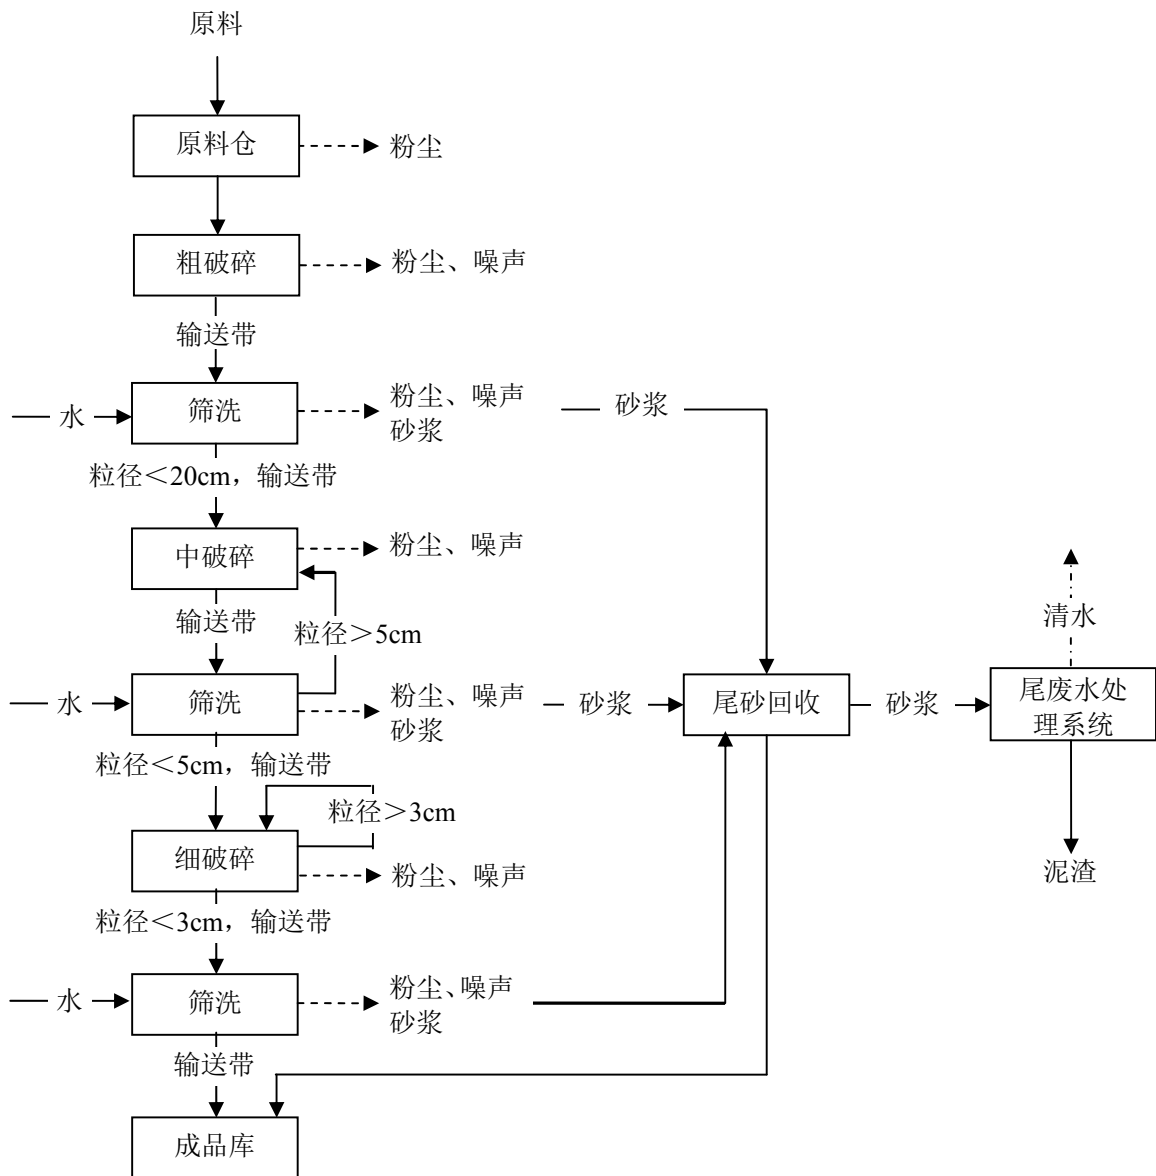 原料
原料仓
粉尘
粗破碎
粉尘、噪声
输送带
水
筛洗
粉尘、噪声
砂浆
砂浆
粒径＜20cm，输送带
中破碎
粉尘、噪声
输送带
粒径＞5cm
清水
水
筛洗
粉尘、噪声
砂浆
砂浆
尾砂回收
砂浆
尾废水处
理系统
粒径＜5cm，输送带
粒径＞3cm
细破碎
粉尘、噪声
泥渣
粒径＜3cm，输送带
水
筛洗
粉尘、噪声
砂浆
输送带
成品库